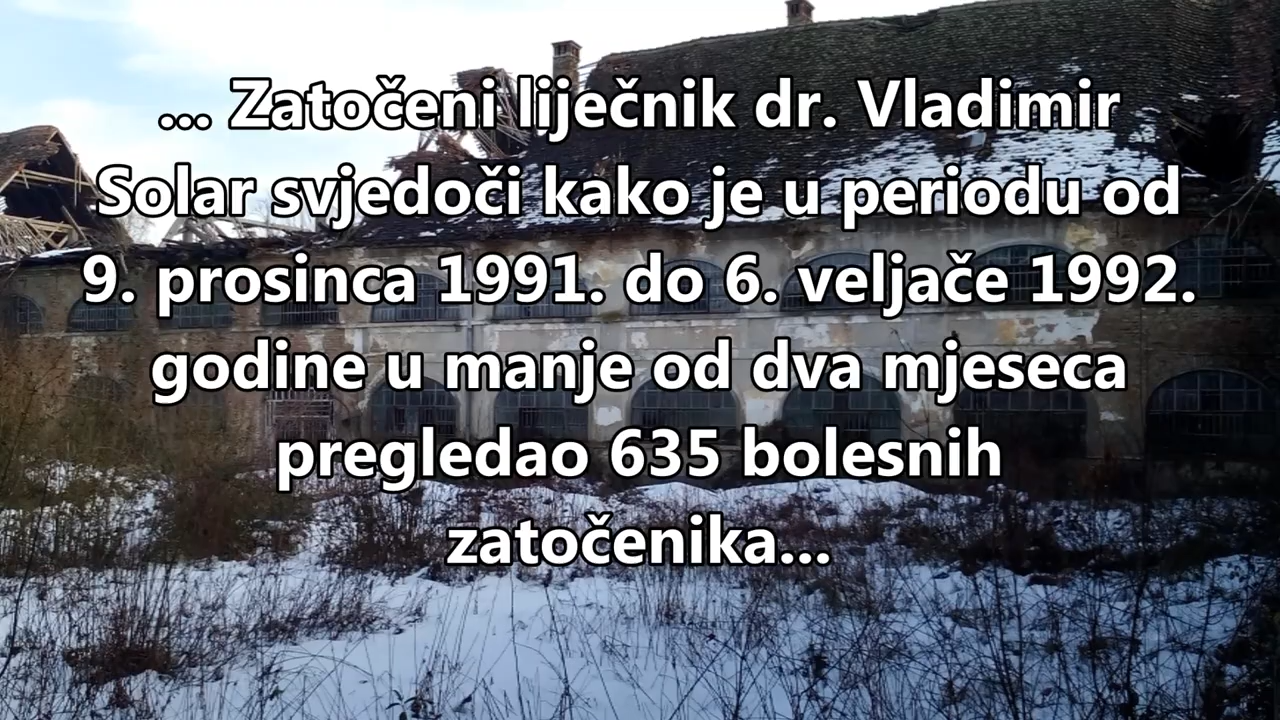 ... Zatočeni liječnik dr. Vladimir
Solar svjedoči kako je u periodu od
9. prosinca 1991. do 6. veljače 1992.
godine u manje od dva mjeseca
pregledao 635 bolesnih
zatočenika...